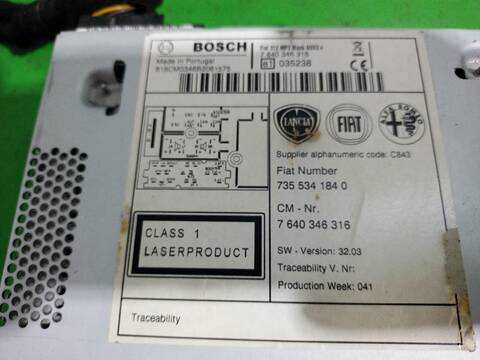 BOSCH
Made in Portugal
7 640 346 316
e1 035238
LANCIA
FIAT
ALFA ROMEO
Supplier alphanumeric code: C843
Fiat Number
735 534 184 0
CM - Nr.
7 640 346 316
CLASS 1
LASERPRODUCT
SW - Version: 32.03
Traceability V. Nr:
Production Week: 041
Traceability